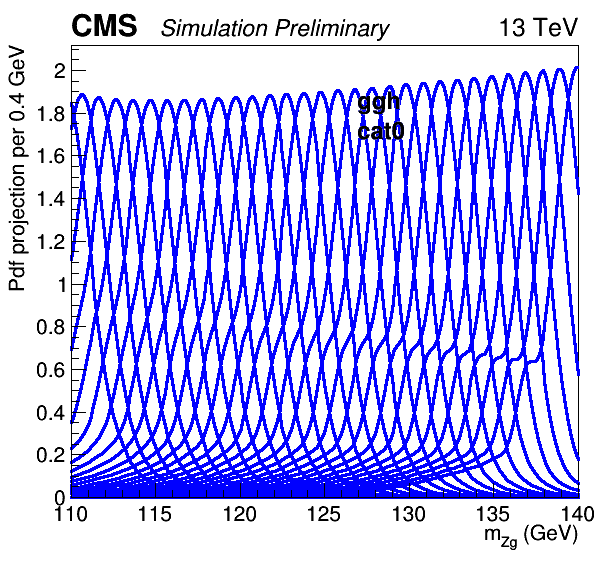 CMS Simulation Preliminary 13 TeV
Pdf projection per 0.4 GeV
2
1.8
1.6
1.4
1.2
1
0.8
0.6
0.4
0.2
0
ggh
cat0
110 115 120 125 130 135 140
m_Zg (GeV)